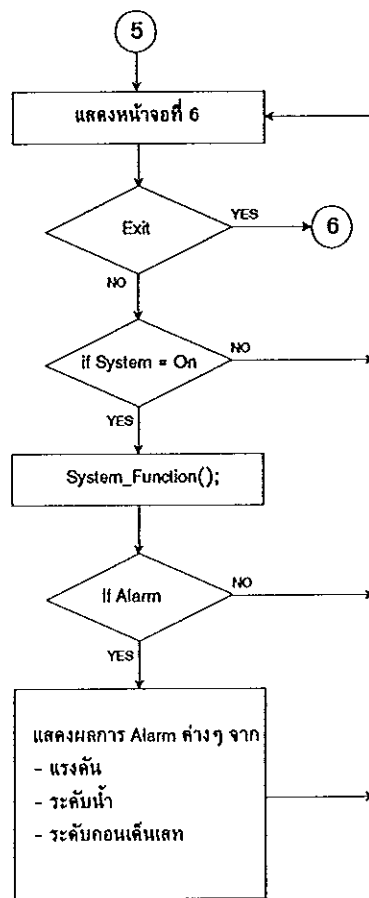 5
แสดงหน้าจอที่ 6
Exit
YES
6
NO
if System = On
NO
YES
System_Function();
If Alarm
NO
YES
แสดงผลการ Alarm ต่างๆ จาก
- แรงดัน
- ระดับน้ำ
- ระดับคอนเด็นเสท